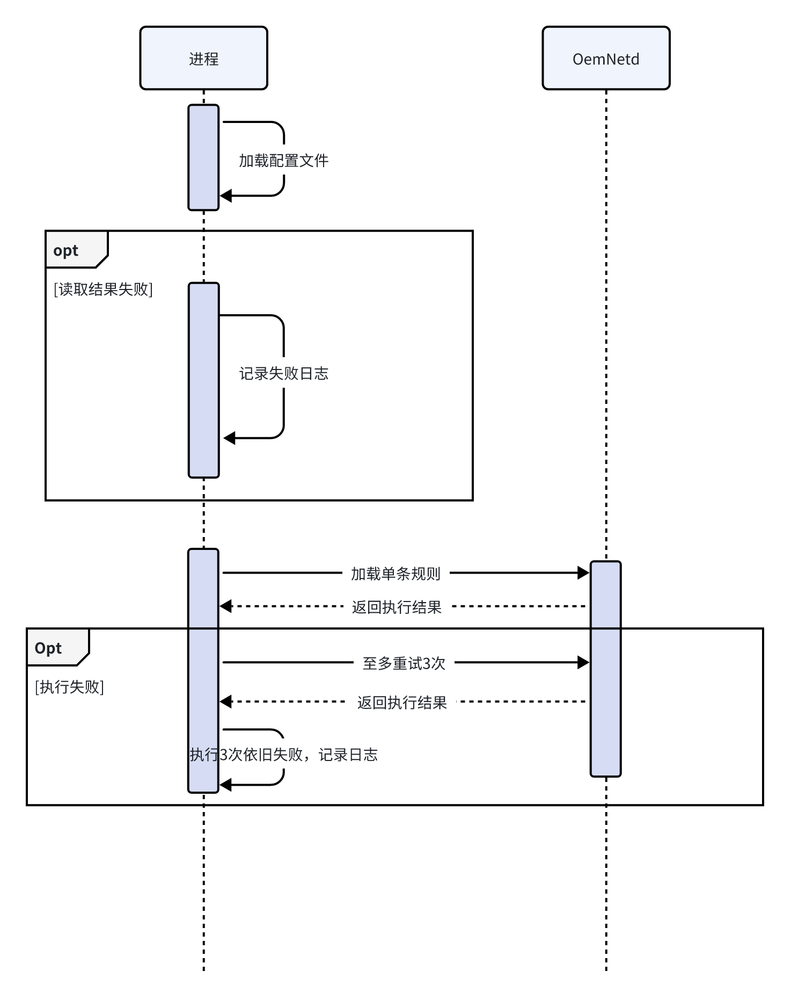 进程
OemNetd
加载配置文件
opt
[读取结果失败]
记录失败日志
加载单条规则
返回执行结果
Opt
至多重试3次
[执行失败]
返回执行结果
执行3次依旧失败，记录日志